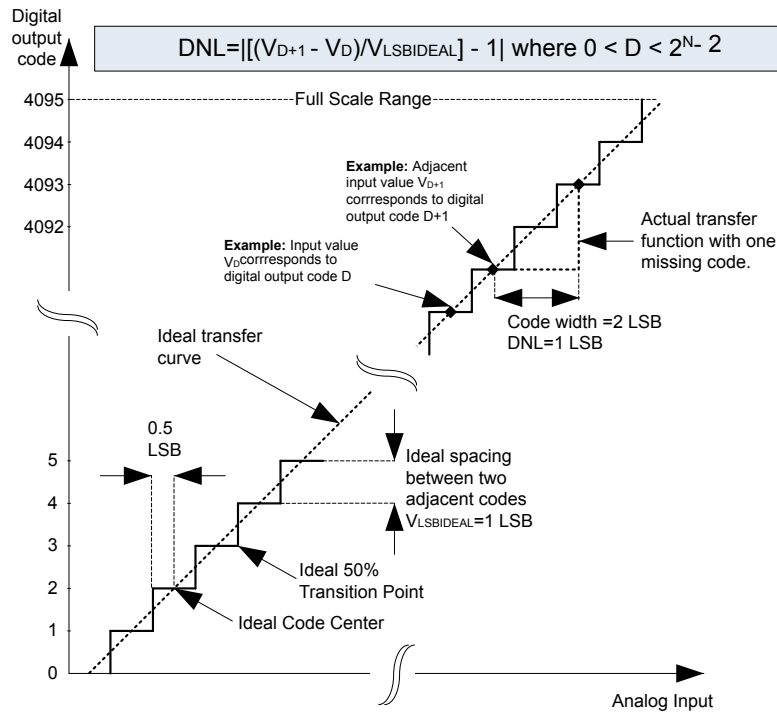 Digital
output
code
DNL=|[(VD+1 - VD)/VLSBIDEAL] - 1| where 0 < D < 2^N- 2
4095
Full Scale Range
4094
4093
4092
Example: Adjacent
input value VD+1
corrresponds to digital
output code D+1
Example: Input value
VDcorrresponds to
digital output code D
Actual transfer
function with one
missing code.
Code width =2 LSB
DNL=1 LSB
Ideal transfer
curve
0.5
LSB
5
4
3
2
1
0
Ideal spacing
between two
adjacent codes
VLSBIDEAL=1 LSB
Ideal 50%
Transition Point
Ideal Code Center
Analog Input